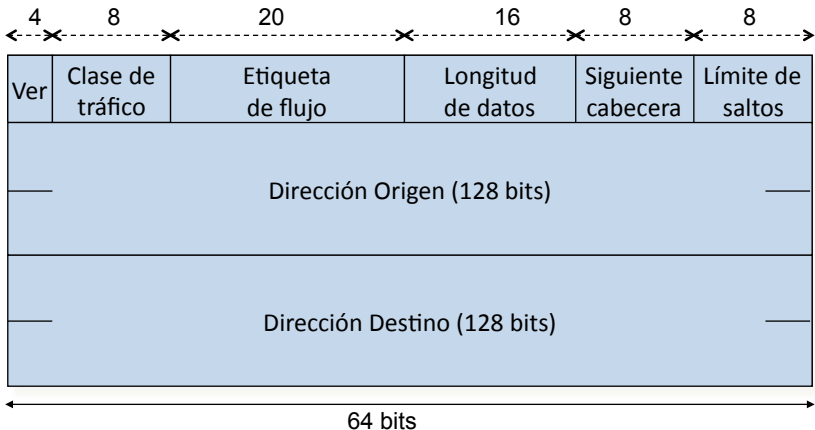 4 8 20 16 8 8
Ver Clase de Etiqueta Longitud Siguiente Límite de
tráfico de flujo de datos cabecera saltos
Dirección Origen (128 bits)
Dirección Destino (128 bits)
64 bits